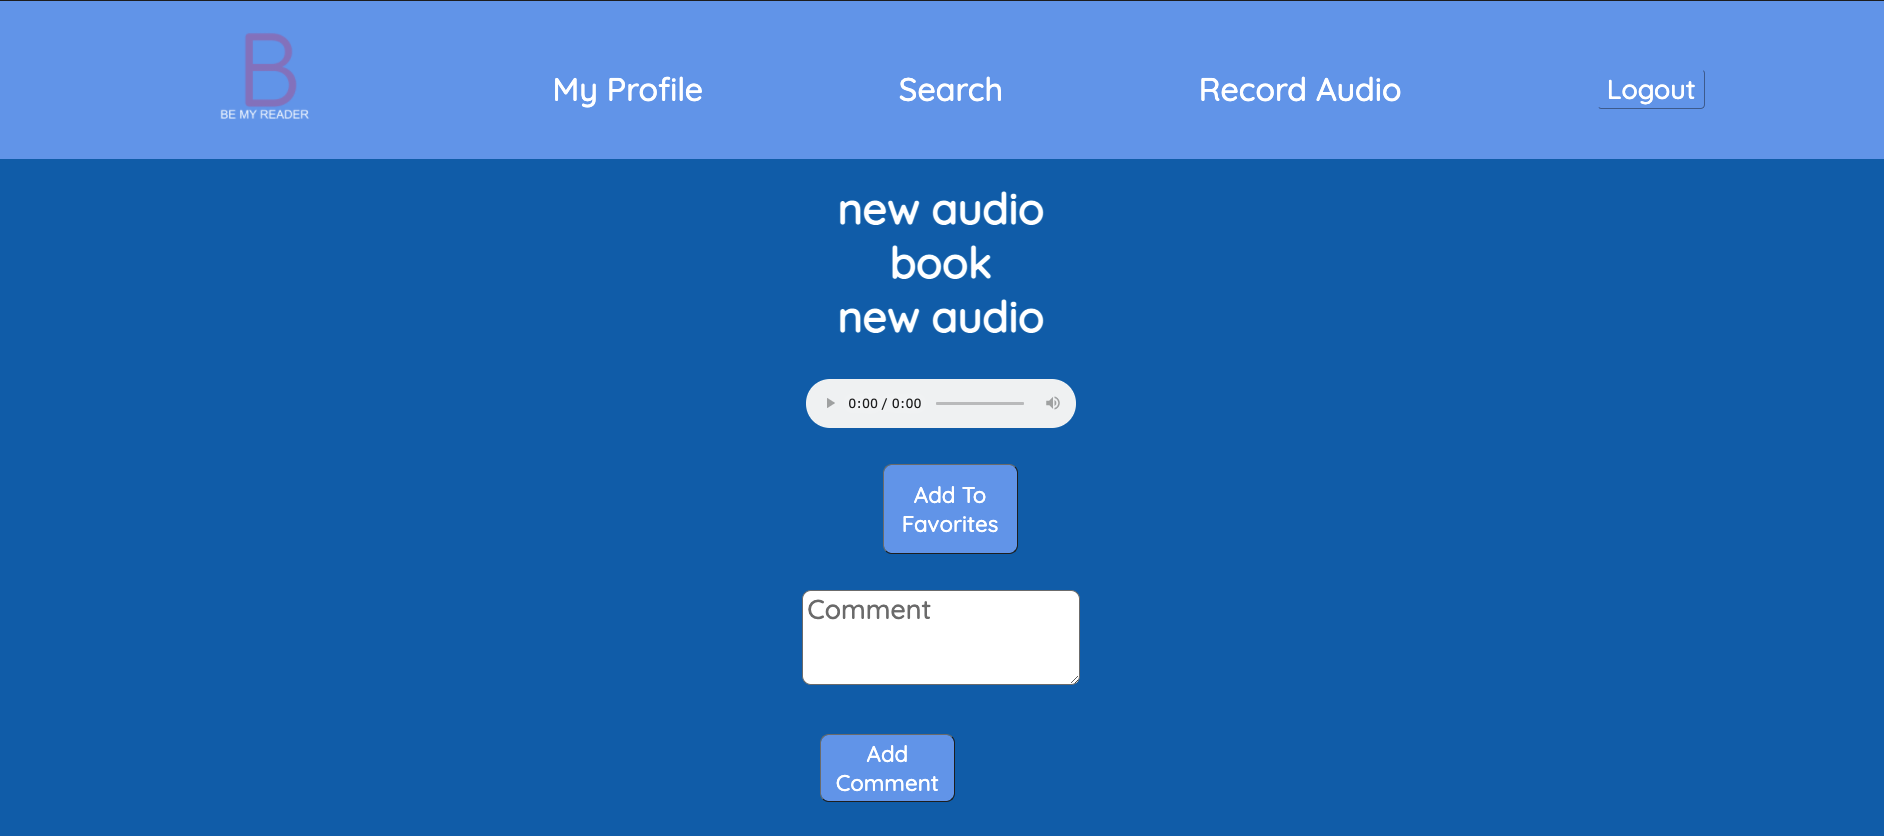 B
BE MY READER
My Profile
Search
Record Audio
Logout
new audio
book
new audio
0:00 / 0:00
Add To
Favorites
Comment
Add
Comment